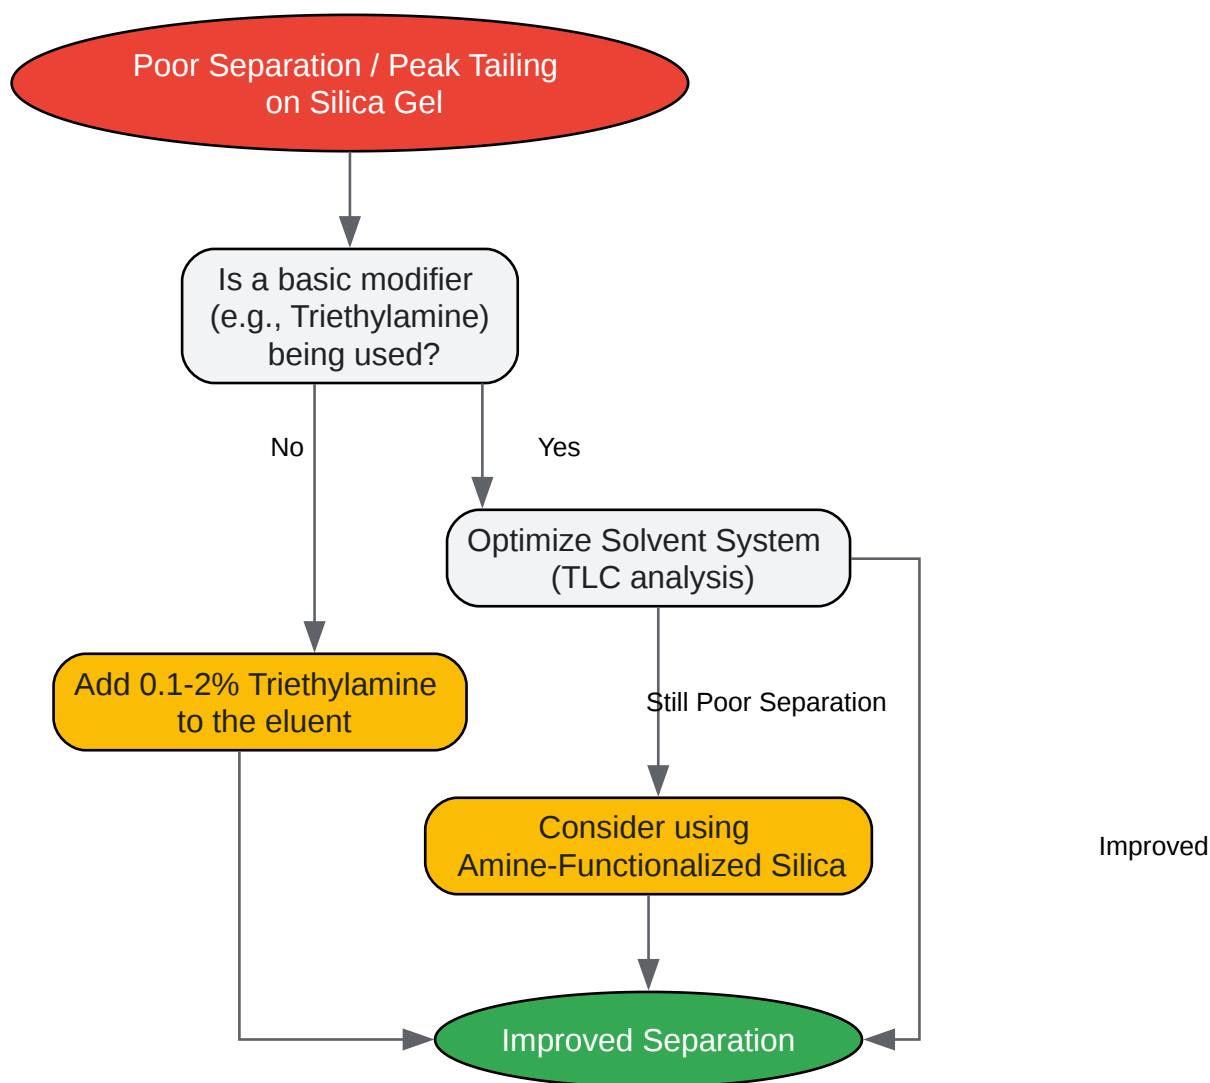 Poor Separation / Peak Tailing
on Silica Gel
Is a basic modifier
(e.g., Triethylamine)
being used?
No
Yes
Optimize Solvent System
(TLC analysis)
Add 0.1-2% Triethylamine
to the eluent
Still Poor Separation
Consider using
Amine-Functionalized Silica
Improved
Improved Separation